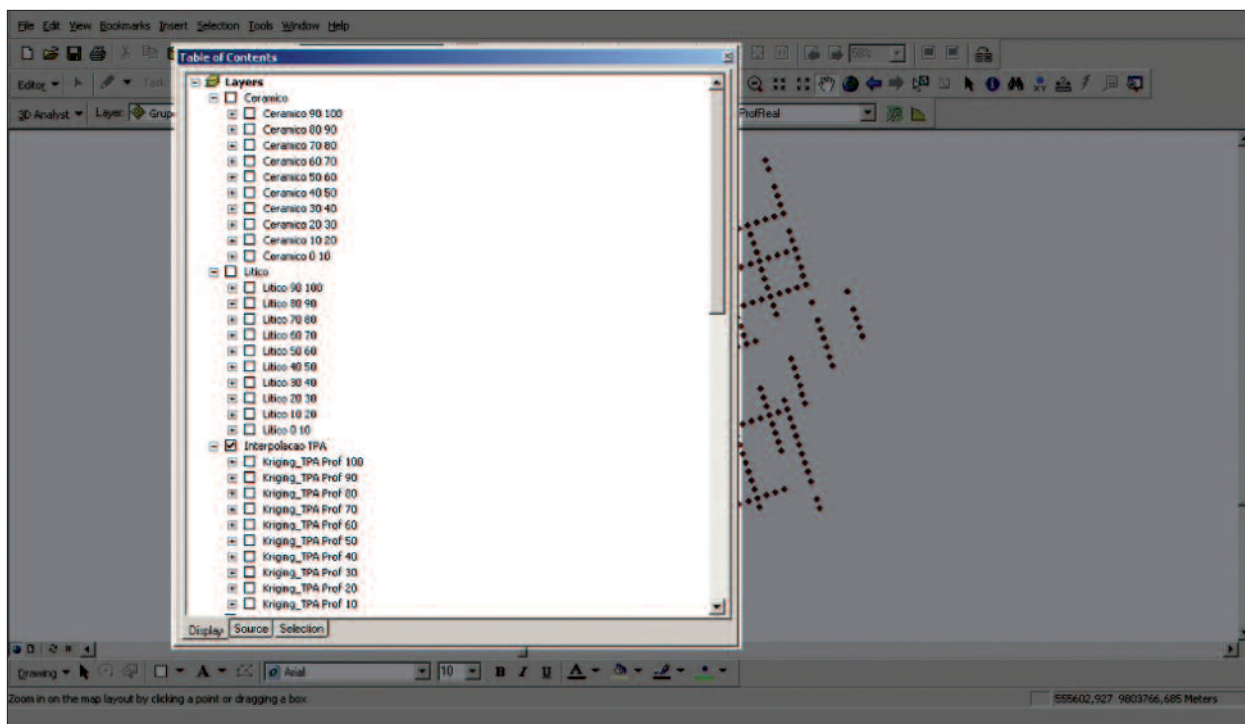 File Edit View Bookmarks Insert Selection Tools Window Help
58%
Editor Task
3D Analyst Layer: Grup
ProfReal
Table of Contents
Layers
Ceramico
Ceramico 90 100
Ceramico 80 90
Ceramico 70 80
Ceramico 60 70
Ceramico 50 60
Ceramico 40 50
Ceramico 30 40
Ceramico 20 30
Ceramico 10 20
Ceramico 0 10
Litico
Litico 90 100
Litico 80 90
Litico 70 80
Litico 60 70
Litico 50 60
Litico 40 50
Litico 30 40
Litico 20 30
Litico 10 20
Litico 0 10
Interpolacao TPA
Kriging_TPA Prof 100
Kriging_TPA Prof 90
Kriging_TPA Prof 80
Kriging_TPA Prof 70
Kriging_TPA Prof 60
Kriging_TPA Prof 50
Kriging_TPA Prof 40
Kriging_TPA Prof 30
Kriging_TPA Prof 20
Kriging_TPA Prof 10
Display Source Selection
Drawing A Arial 10 B I U A
Zoom in on the map layout by clicking a point or dragging a box 555602,927 9803766,685 Meters